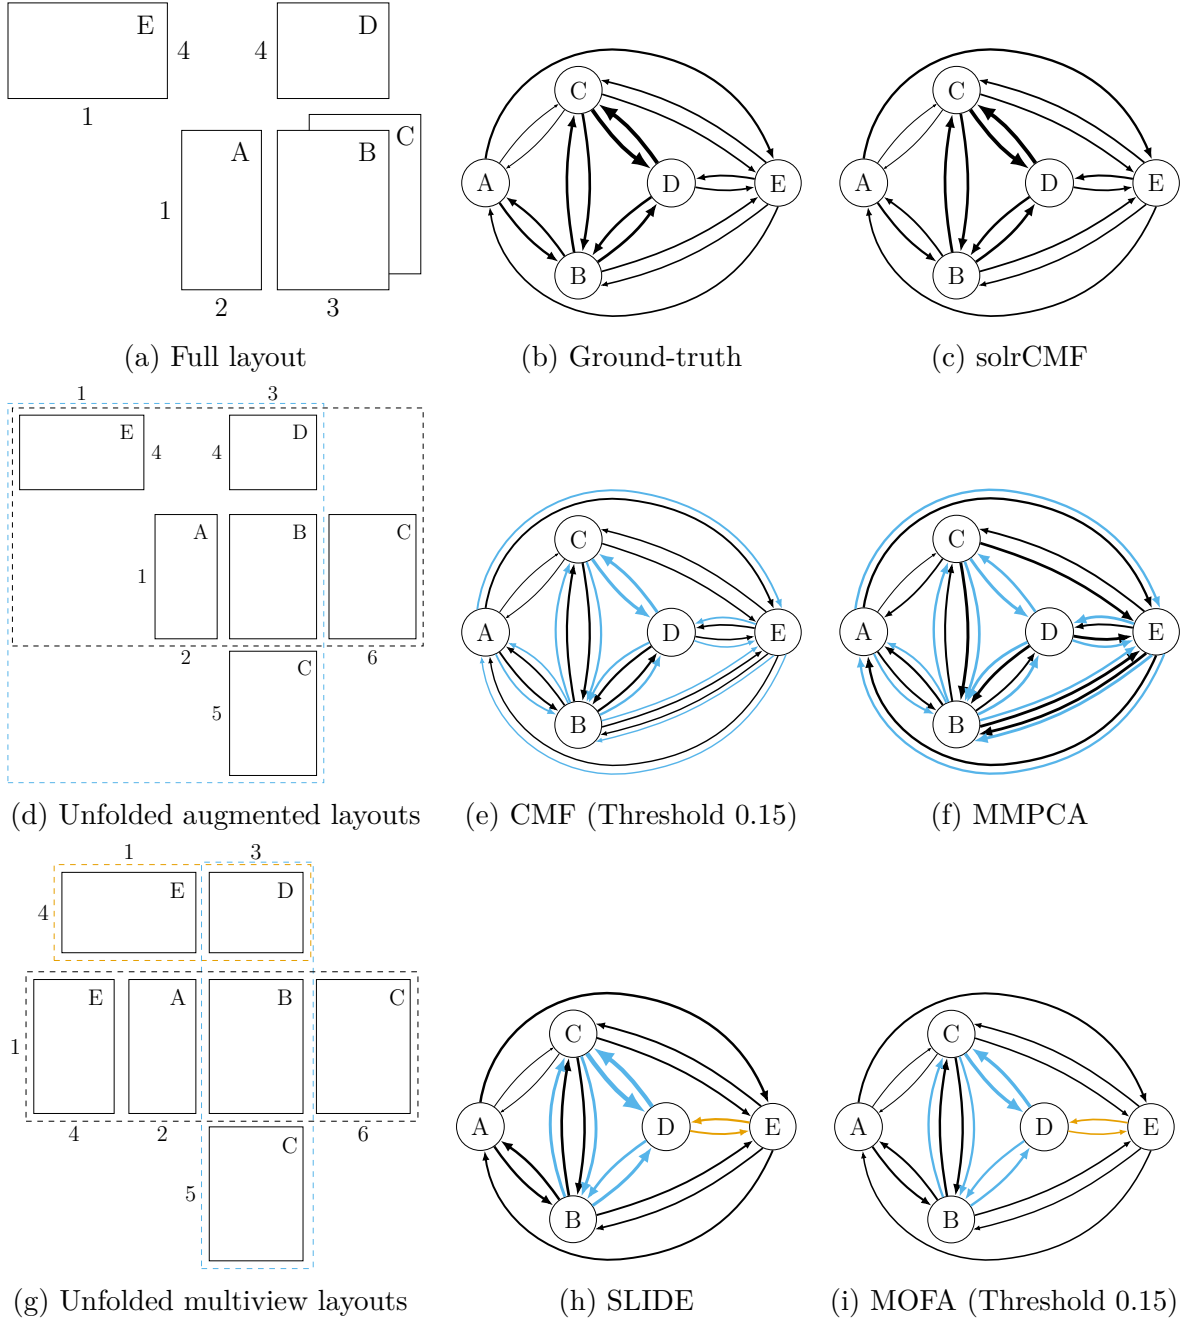 E
4
1
4
D
A
1
2
B
C
3
(a) Full layout
A
B
C
D
E
(b) Ground-truth
A
B
C
D
E
(c) solrCMF
1
3
E
4
4
D
A
B
C
1
2
6
C
5
(d) Unfolded augmented layouts
A
B
C
D
E
(e) CMF (Threshold 0.15)
A
B
C
D
E
(f) MMPCA
1
3
E
D
4
E
A
B
C
1
4
2
6
C
5
(g) Unfolded multiview layouts
A
B
C
D
E
(h) SLIDE
A
B
C
D
E
(i) MOFA (Threshold 0.15)